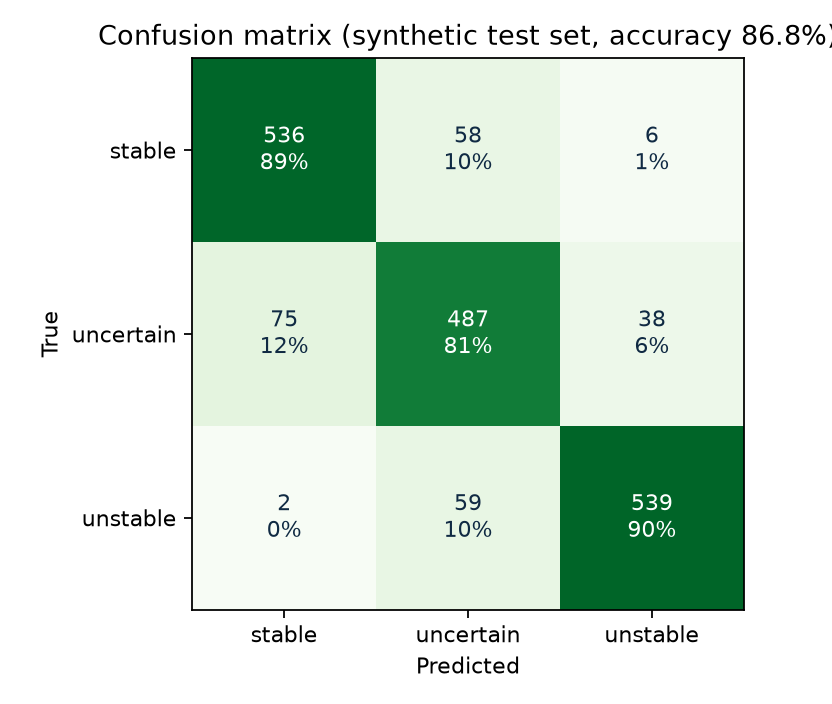 Confusion matrix (synthetic test set, accuracy 86.8%)
stable
536
89%
58
10%
6
1%
True
uncertain
75
12%
487
81%
38
6%
unstable
2
0%
59
10%
539
90%
stable
uncertain
unstable
Predicted